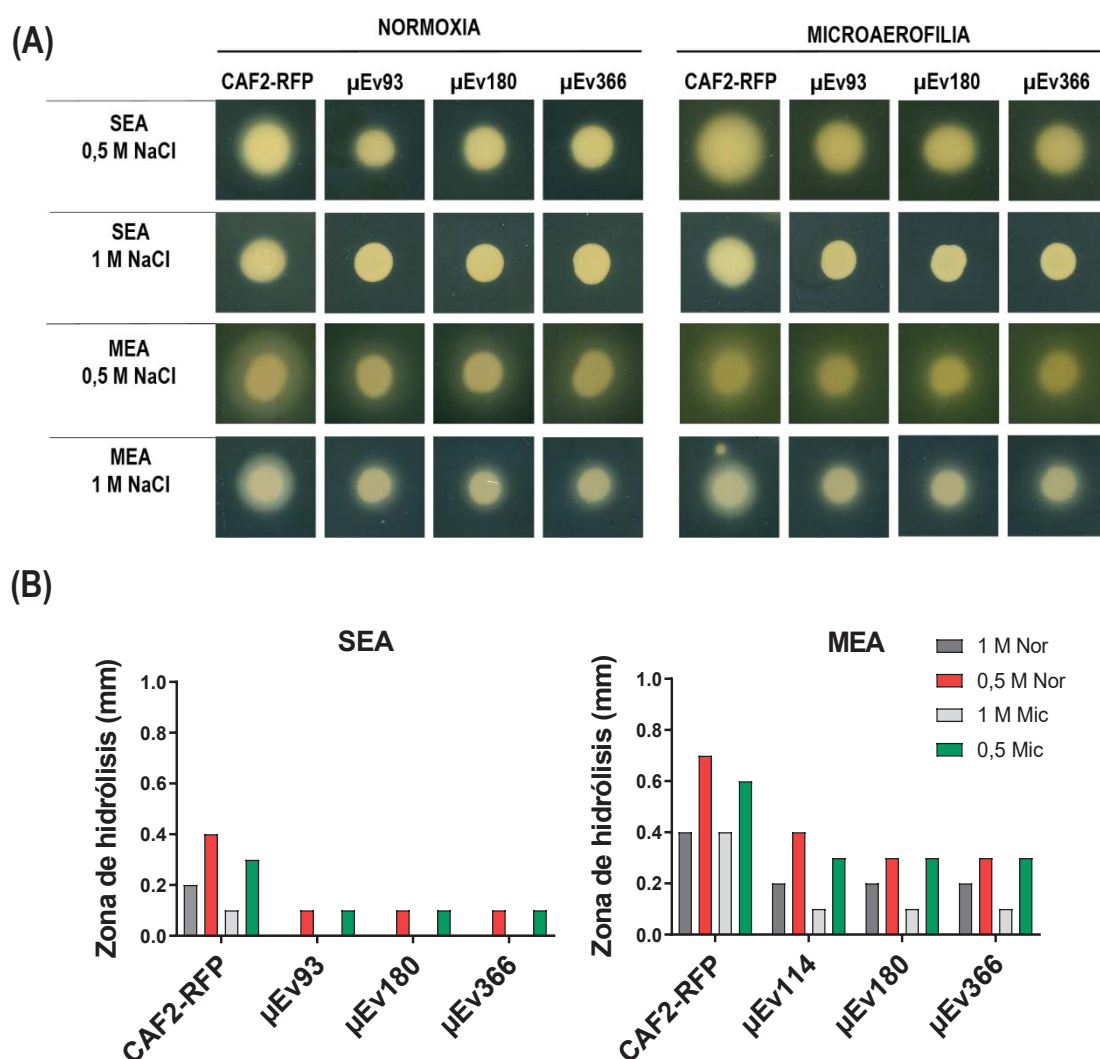 (A)
NORMOXIA
MICROAEROFILIA
CAF2-RFP µEv93 µEv180 µEv366
CAF2-RFP µEv93 µEv180 µEv366
SEA
0,5 M NaCl
SEA
1 M NaCl
MEA
0,5 M NaCl
MEA
1 M NaCl
(B)
SEA
Zona de hidrólisis (mm)
1.0
0.8
0.6
0.4
0.2
0.0
CAF2-RFP
µEv93
µEv180
µEv366
MEA
Zona de hidrólisis (mm)
1.0
0.8
0.6
0.4
0.2
0.0
CAF2-RFP
µEv114
µEv180
µEv366
1 M Nor
0,5 M Nor
1 M Mic
0,5 Mic